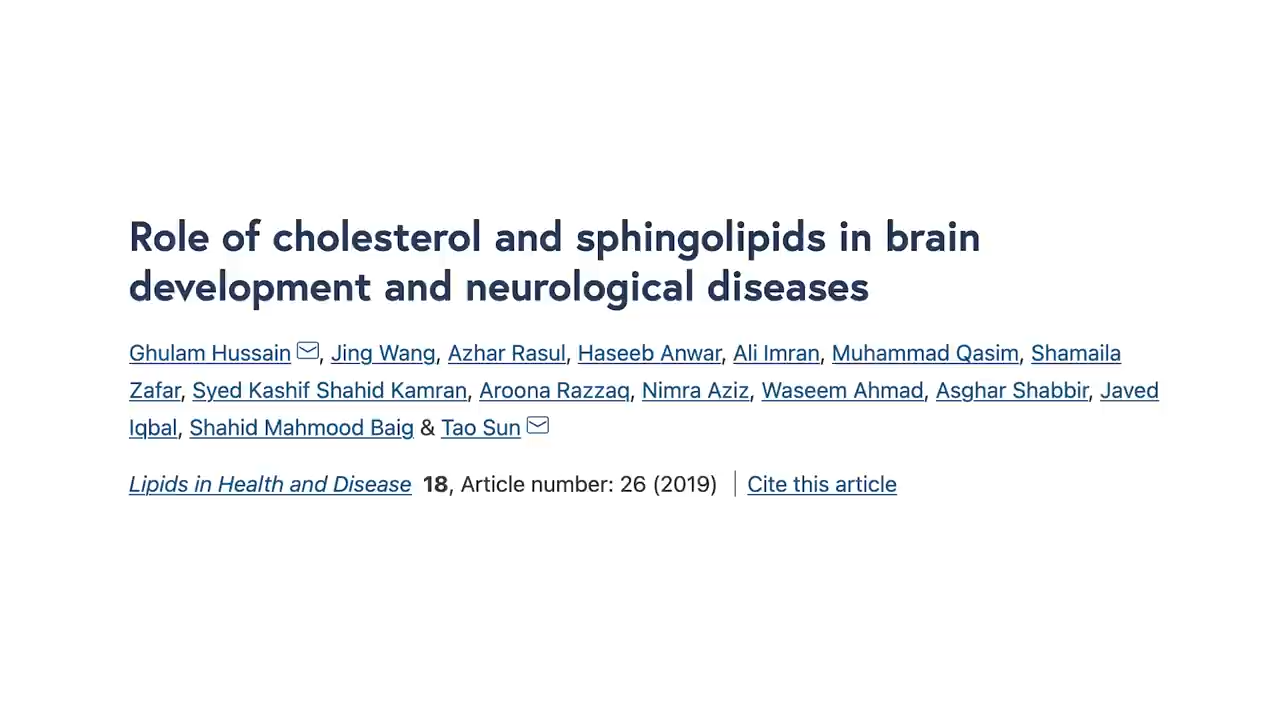 Role of cholesterol and sphingolipids in brain
development and neurological diseases
Ghulam Hussain, Jing Wang, Azhar Rasul, Haseeb Anwar, Ali Imran, Muhammad Qasim, Shamaila
Zafar, Syed Kashif Shahid Kamran, Aroona Razzaq, Nimra Aziz, Waseem Ahmad, Asghar Shabbir, Javed
Iqbal, Shahid Mahmood Baig & Tao Sun
Lipids in Health and Disease 18, Article number: 26 (2019) | Cite this article